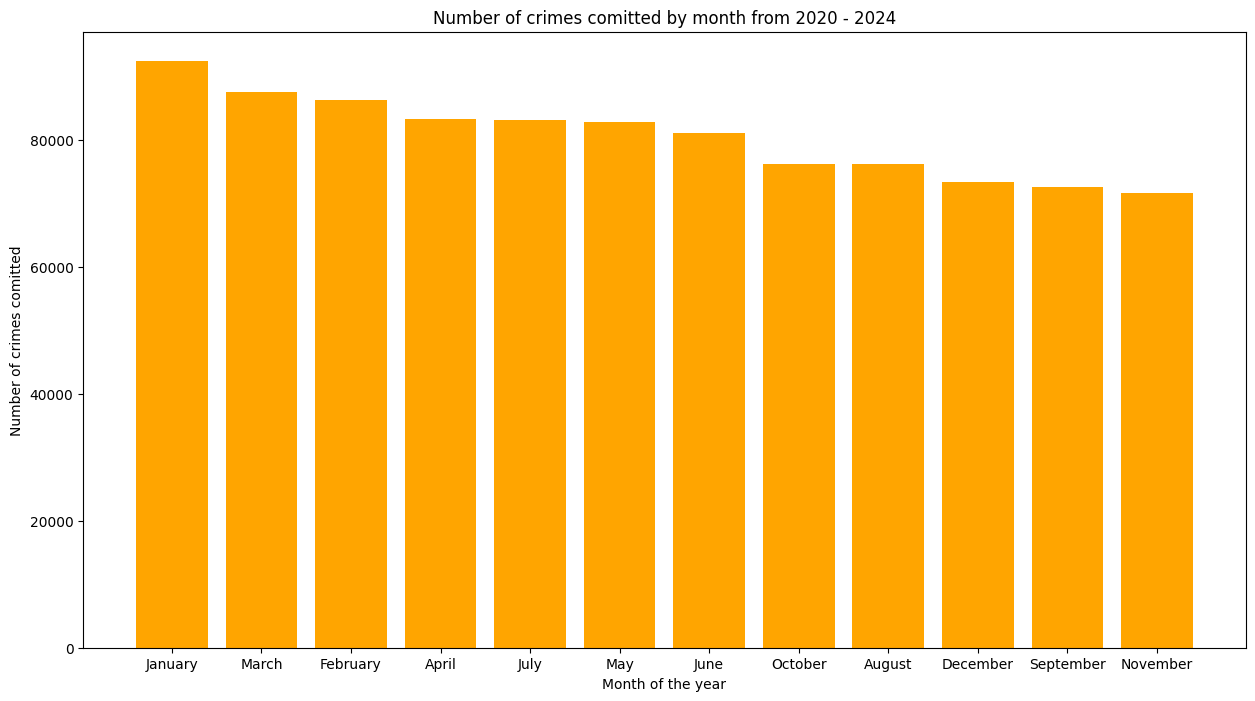 Number of crimes comitted by month from 2020 - 2024
Number of crimes comitted
80000
60000
40000
20000
0
January March February April July May June October August December September November
Month of the year